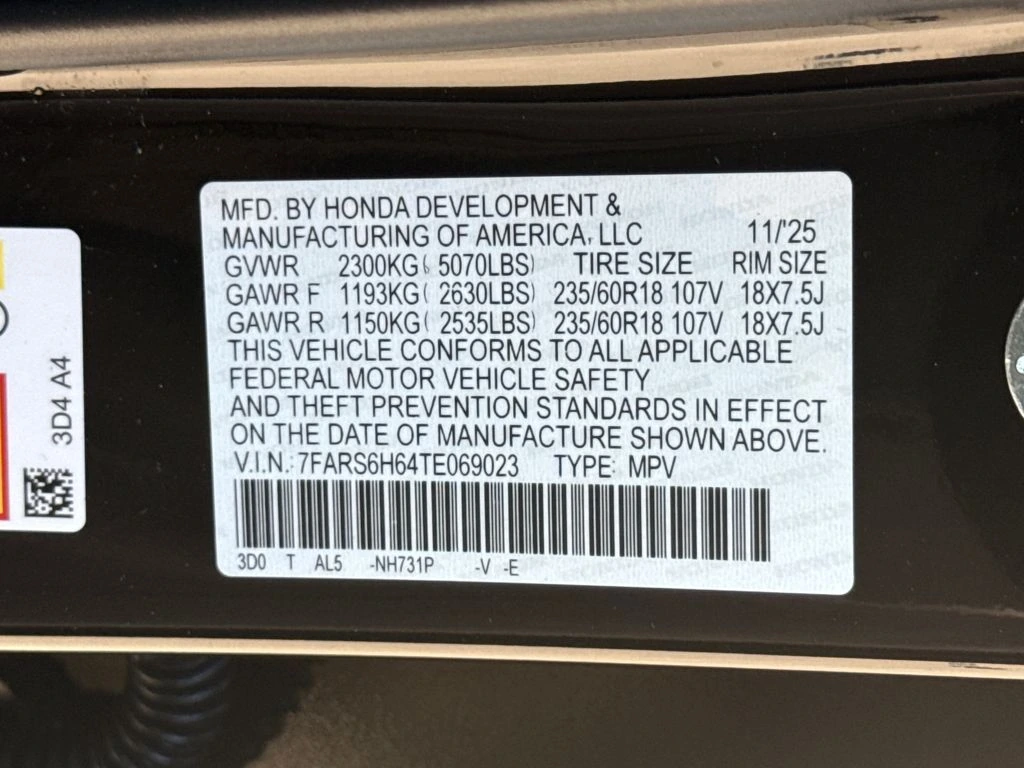 MFD. BY HONDA DEVELOPMENT &
MANUFACTURING OF AMERICA, LLC 11/'25
GVWR 2300KG( 5070LBS) TIRE SIZE RIM SIZE
GAWR F 1193KG( 2630LBS) 235/60R18 107V 18X7.5J
GAWR R 1150KG( 2535LBS) 235/60R18 107V 18X7.5J
THIS VEHICLE CONFORMS TO ALL APPLICABLE
FEDERAL MOTOR VEHICLE SAFETY
AND THEFT PREVENTION STANDARDS IN EFFECT
ON THE DATE OF MANUFACTURE SHOWN ABOVE.
V.I.N.: 7FARS6H64TE069023 TYPE: MPV
3D0 T AL5 -NH731P -V -E
3D4 A4